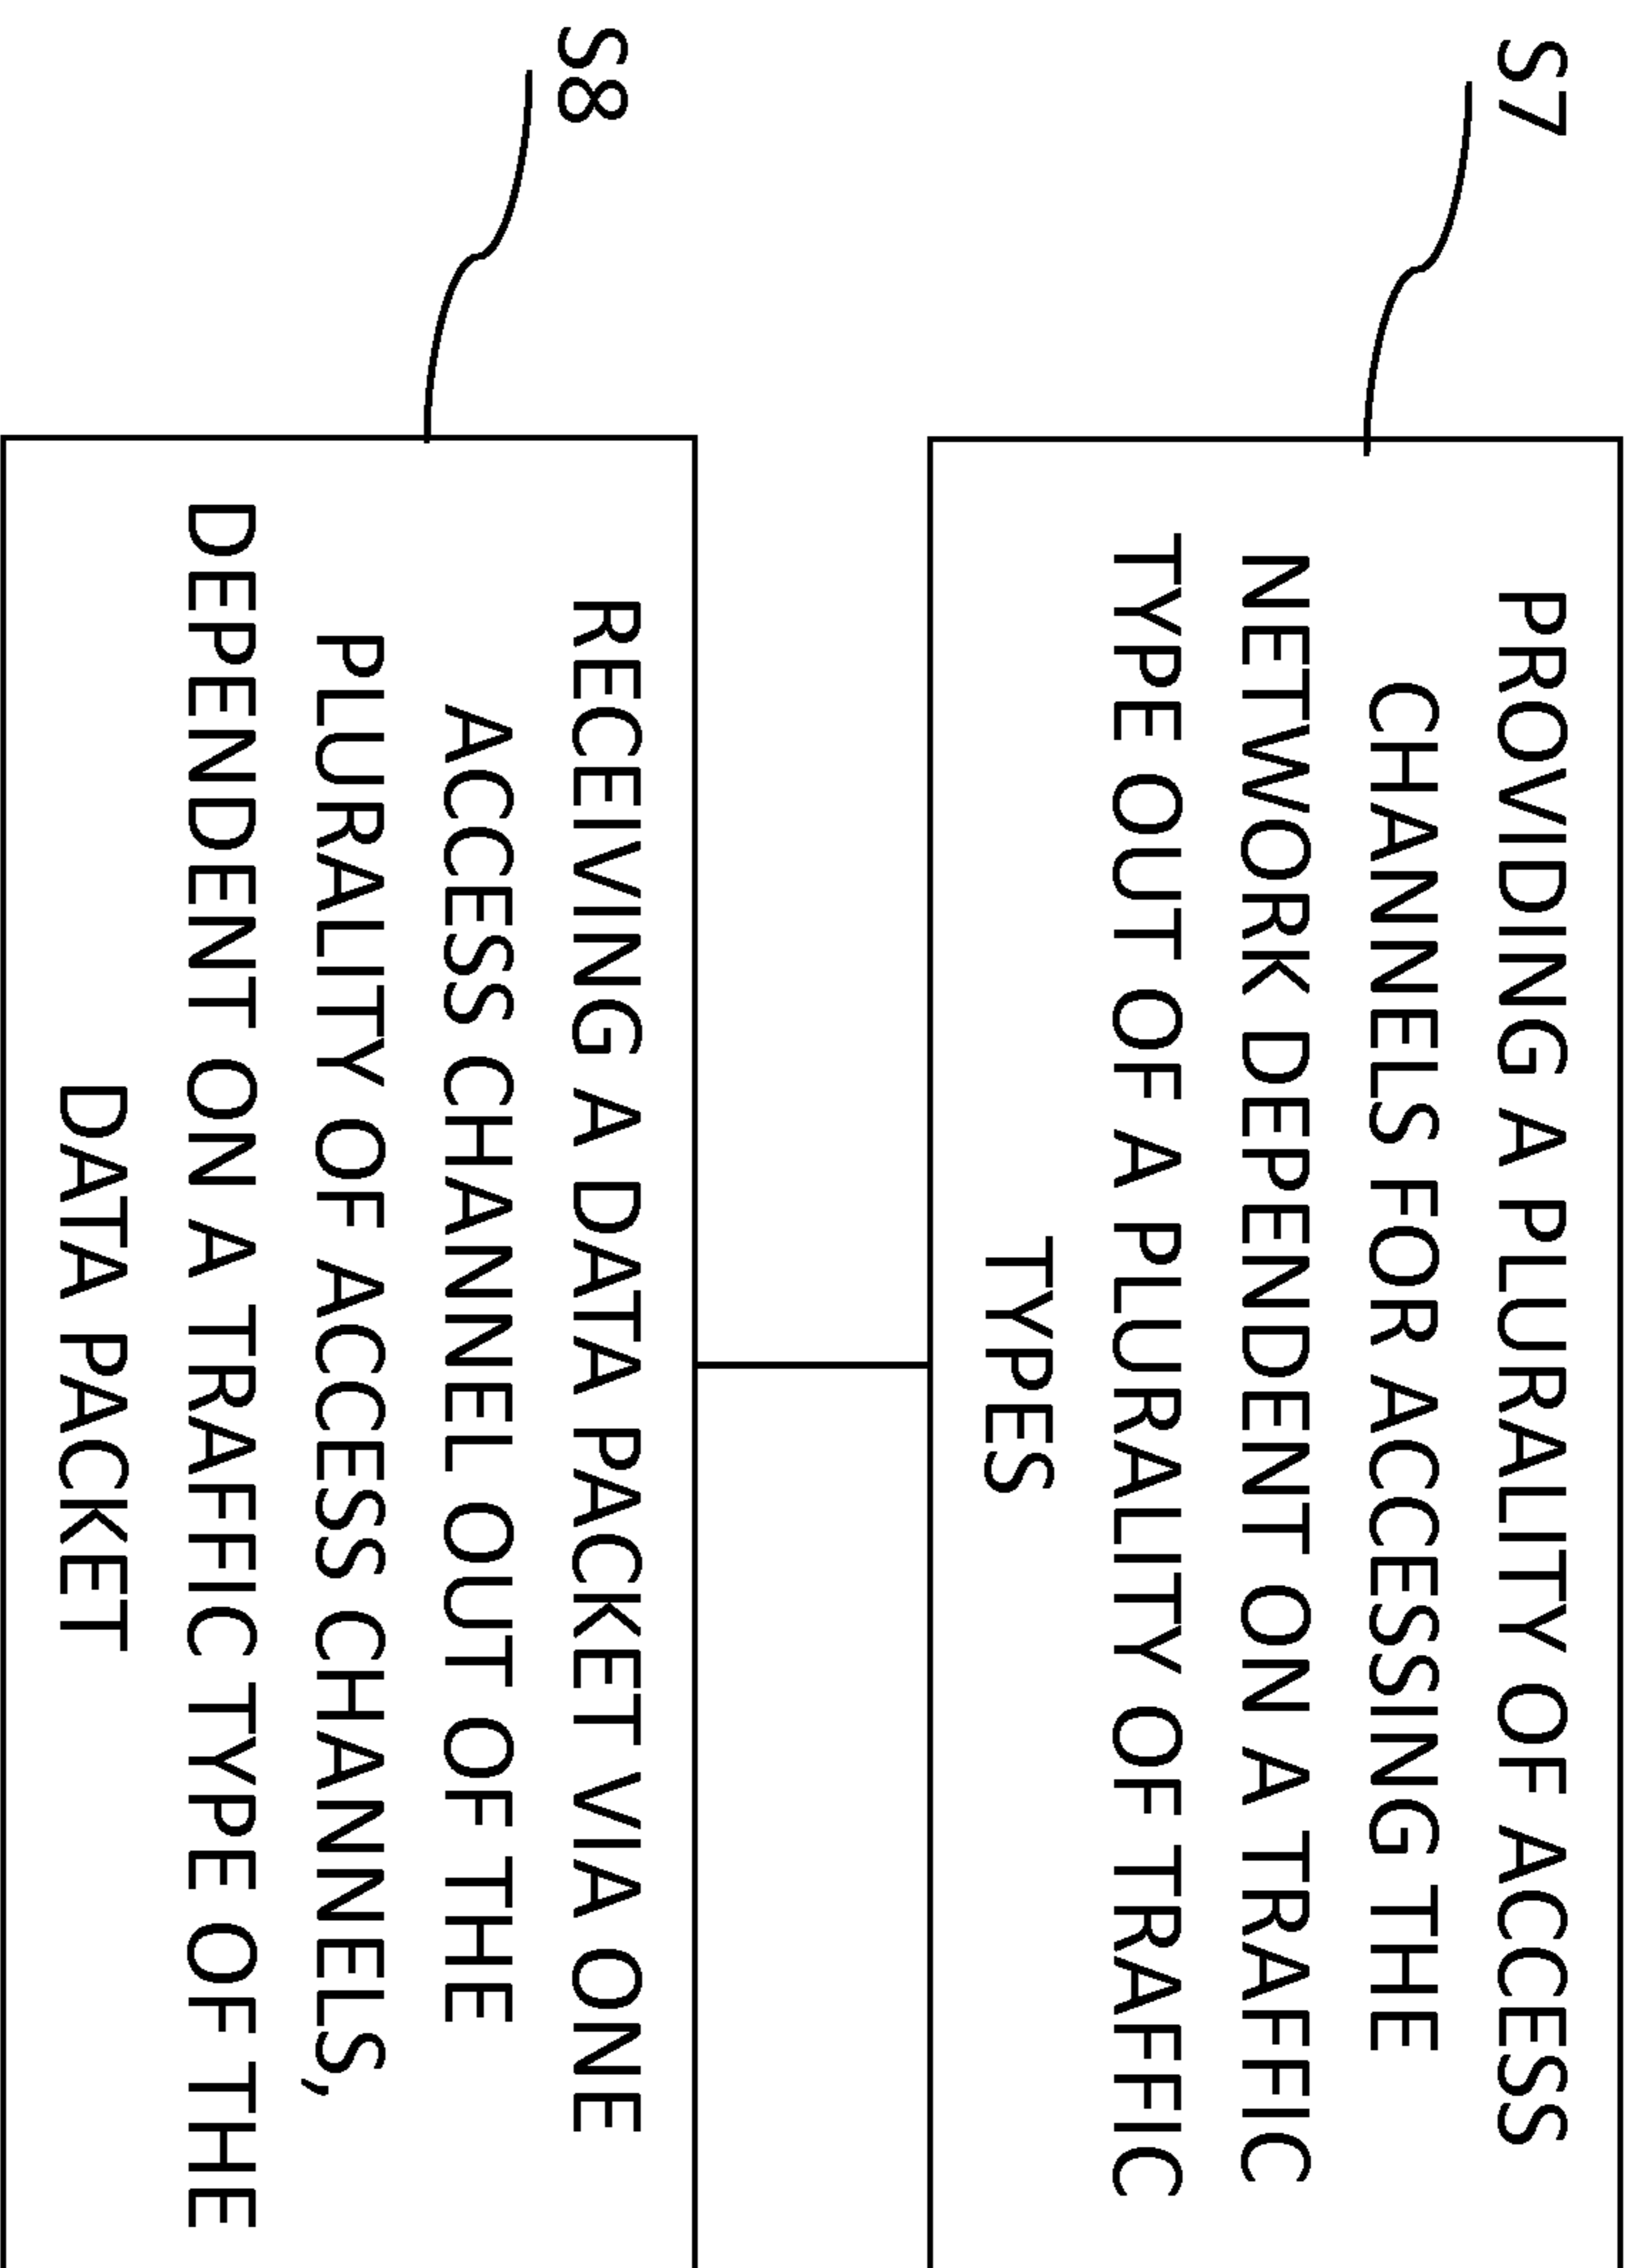 S7
PROVIDING A PLURALITY OF ACCESS
CHANNELS FOR ACCESSING THE
NETWORK DEPENDENT ON A TRAFFIC
TYPE OUT OF A PLURALITY OF TRAFFIC
TYPES
S8
RECEIVING A DATA PACKET VIA ONE
ACCESS CHANNEL OUT OF THE
PLURALITY OF ACCESS CHANNELS,
DEPENDENT ON A TRAFFIC TYPE OF THE
DATA PACKET